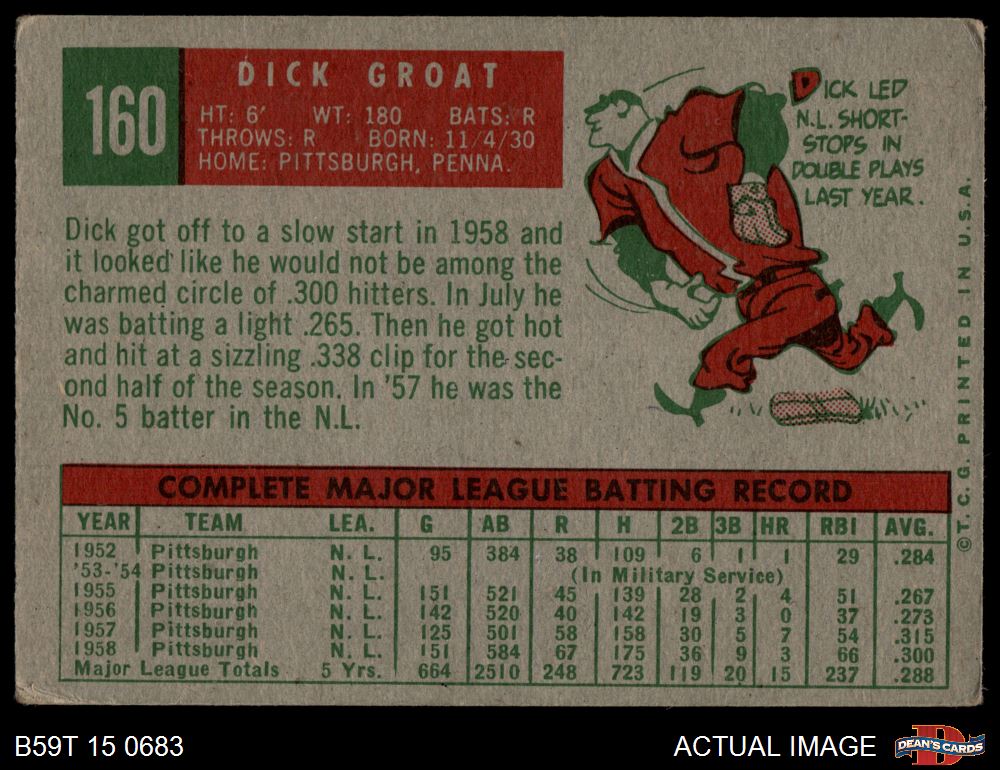 160
DICK GROAT
HT: 6' WT: 180 BATS: R
THROWS: R BORN: 11/4/30
HOME: PITTSBURGH, PENNA.
DICK LED
N.L. SHORT-
STOPS IN
DOUBLE PLAYS
LAST YEAR.
Dick got off to a slow start in 1958 and
it looked like he would not be among the
charmed circle of .300 hitters. In July he
was batting a light .265. Then he got hot
and hit at a sizzling .338 clip for the sec-
ond half of the season. In '57 he was the
No. 5 batter in the N.L.
©T.C.G. PRINTED IN U.S.A.
COMPLETE MAJOR LEAGUE BATTING RECORD
YEAR TEAM LEA. G AB R H 2B 3B HR RBI AVG.
1952 Pittsburgh N. L. 95 384 38 109 6 1 1 29 .284
'53-'54 Pittsburgh N. L. (In Military Service)
1955 Pittsburgh N. L. 151 521 45 139 28 2 4 51 .267
1956 Pittsburgh N. L. 142 520 40 142 19 3 0 37 .273
1957 Pittsburgh N. L. 125 501 58 158 30 5 7 54 .315
1958 Pittsburgh N. L. 151 584 67 175 36 9 3 66 .300
Major League Totals 5 Yrs. 664 2510 248 723 119 20 15 237 .288
B59T 15 0683
ACTUAL IMAGE
DEAN'S CARDS